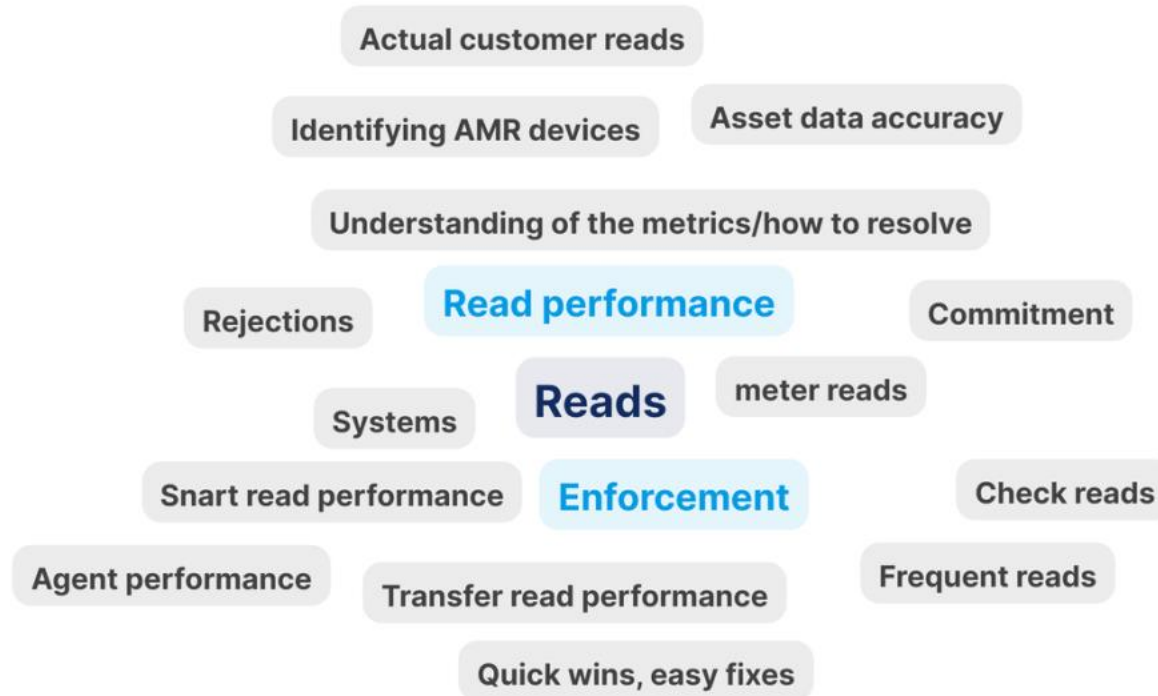 Actual customer reads
Identifying AMR devices
Asset data accuracy
Understanding of the metrics/how to resolve
Read performance
Rejections
Commitment
Reads
meter reads
Systems
Snart read performance
Enforcement
Check reads
Agent performance
Transfer read performance
Frequent reads
Quick wins, easy fixes